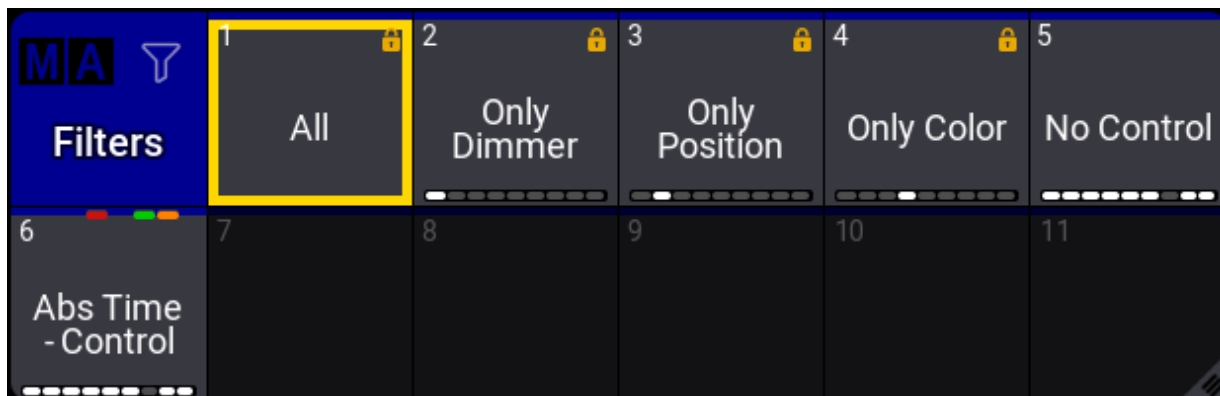 MA
Filters
1
All
2
Only
Dimmer
3
Only
Position
4
Only Color
5
No Control
6
Abs Time
- Control
7
8
9
10
11